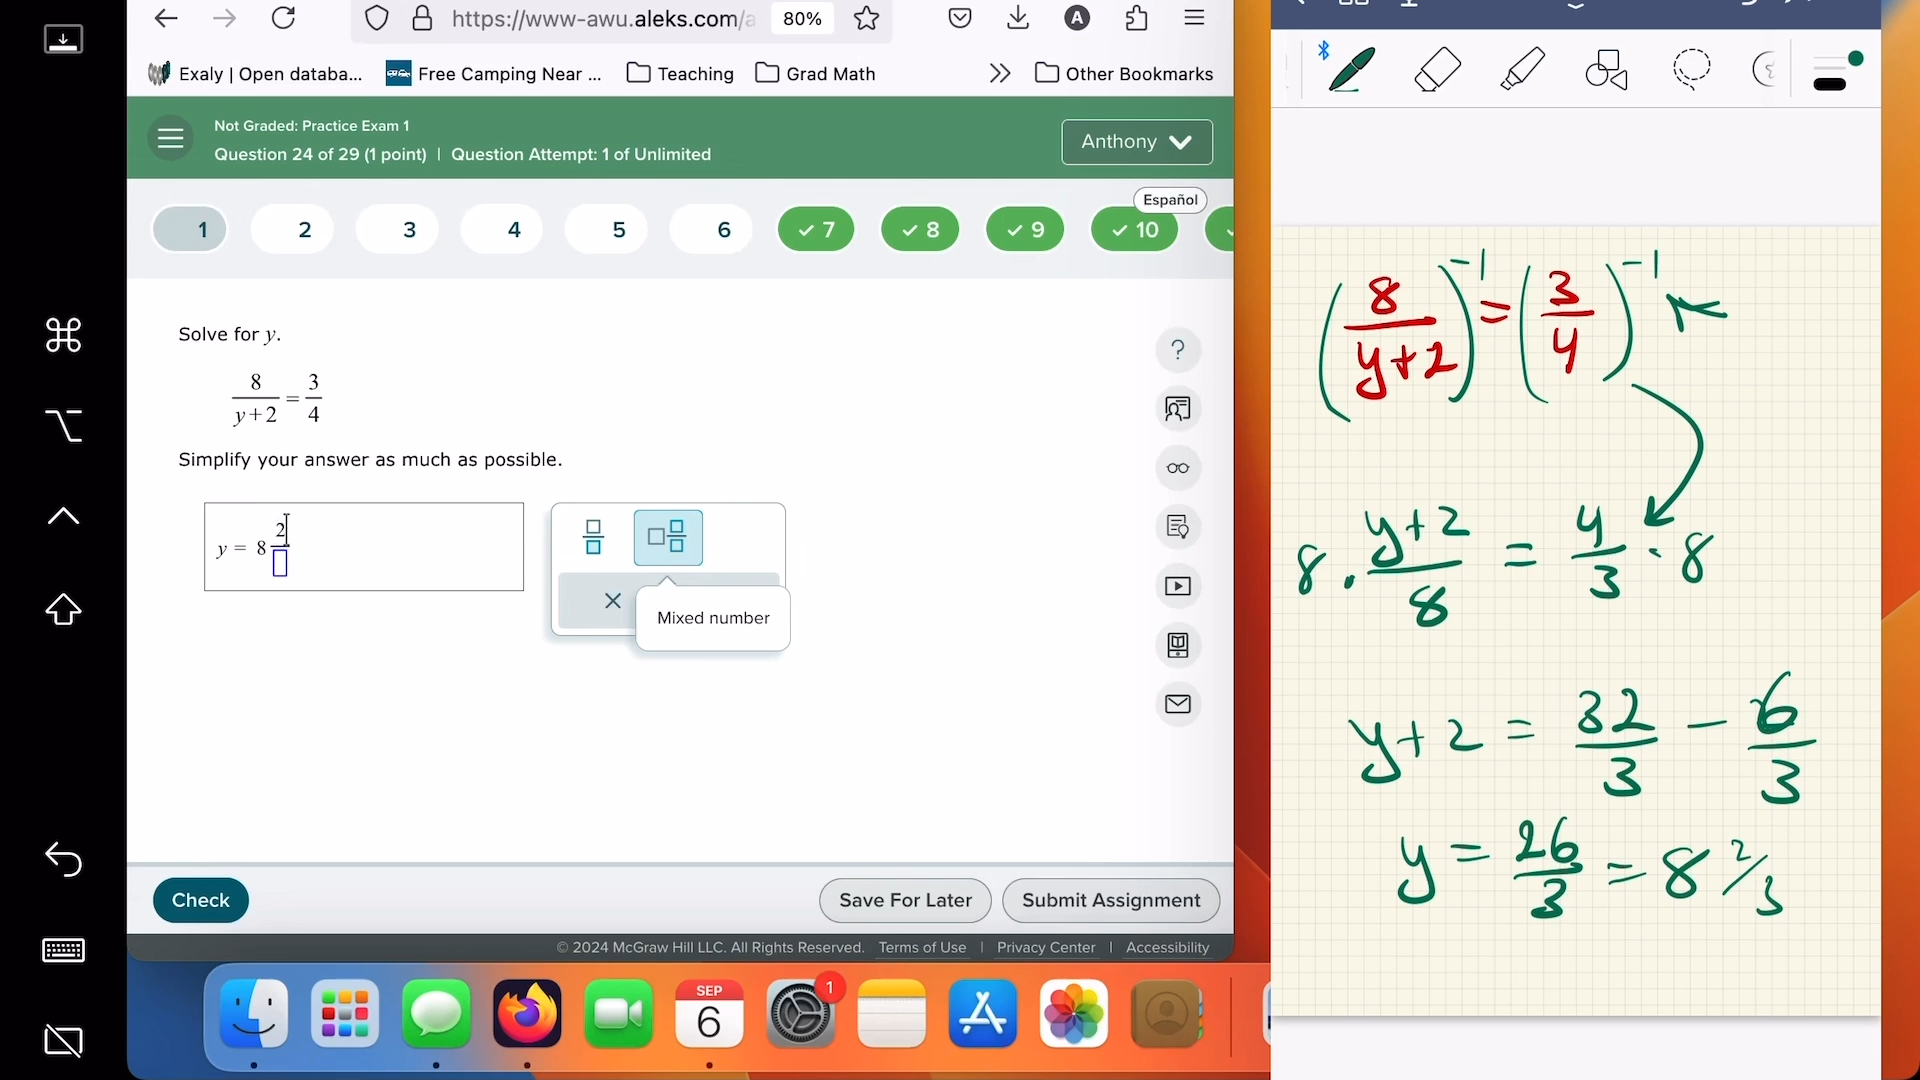 https://www-awu.aleks.com/a
80%
A
Exaly | Open databa...
Free Camping Near ...
Teaching
Grad Math
Other Bookmarks
Not Graded: Practice Exam 1
Question 24 of 29 (1 point) | Question Attempt: 1 of Unlimited
Anthony
Español
1 2 3 4 5 6 ✓ 7 ✓ 8 ✓ 9 ✓ 10
Solve for y.
8/(y+2) = 3/4
Simplify your answer as much as possible.
y = 8 2/□
Mixed number
?
Check
Save For Later
Submit Assignment
© 2024 McGraw Hill LLC. All Rights Reserved. Terms of Use | Privacy Center | Accessibility
SEP
6
1
(8/(y+2))^-1 = (3/4)^-1
8 · (y+2)/8 = 4/3 · 8
y+2 = 32/3 - 6/3
y = 26/3 = 8 2/3